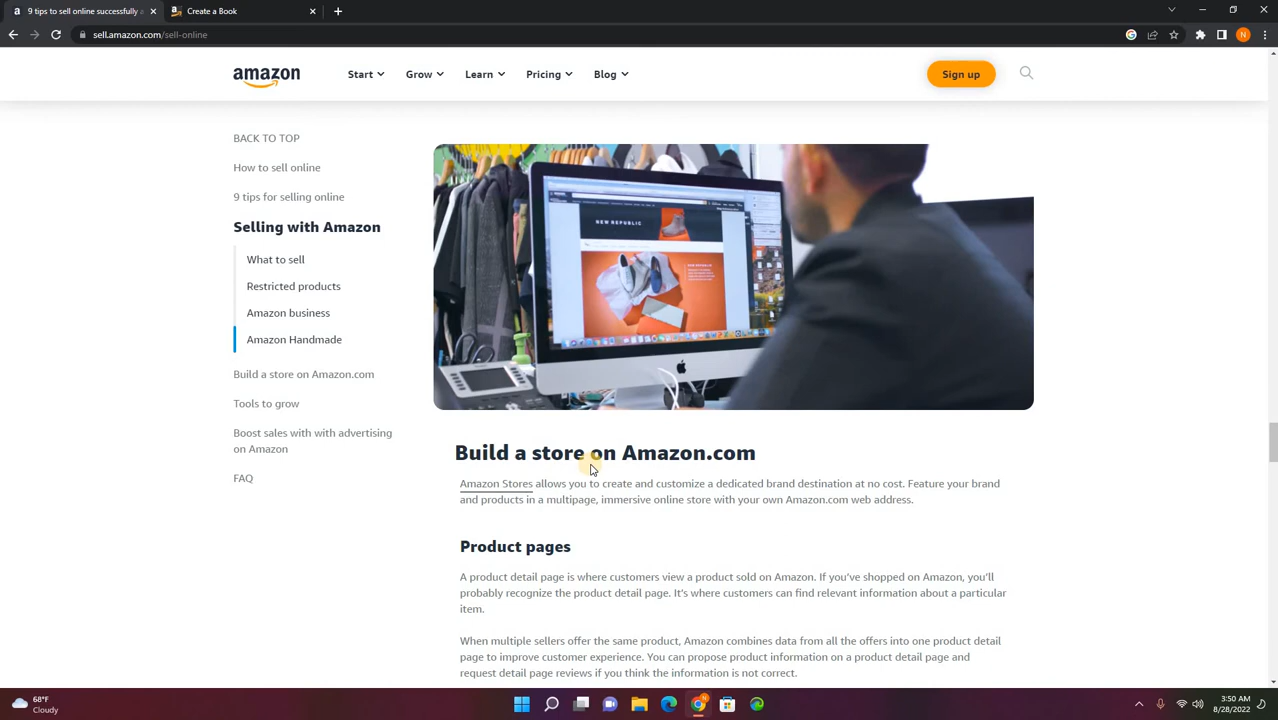 9 tips to sell online successfully a
Create a Book
sell.amazon.com/sell-online
N
amazon
Start
Grow
Learn
Pricing
Blog
Sign up
BACK TO TOP
How to sell online
9 tips for selling online
Selling with Amazon
What to sell
Restricted products
Amazon business
Amazon Handmade
Build a store on Amazon.com
Tools to grow
Boost sales with with advertising
on Amazon
FAQ
NEW REPUBLIC
Build a store on Amazon.com
Amazon Stores allows you to create and customize a dedicated brand destination at no cost. Feature your brand
and products in a multipage, immersive online store with your own Amazon.com web address.
Product pages
A product detail page is where customers view a product sold on Amazon. If you've shopped on Amazon, you'll
probably recognize the product detail page. It's where customers can find relevant information about a particular
item.
When multiple sellers offer the same product, Amazon combines data from all the offers into one product detail
page to improve customer experience. You can propose product information on a product detail page and
request detail page reviews if you think the information is not correct.
68°F
Cloudy
3:50 AM
8/28/2022